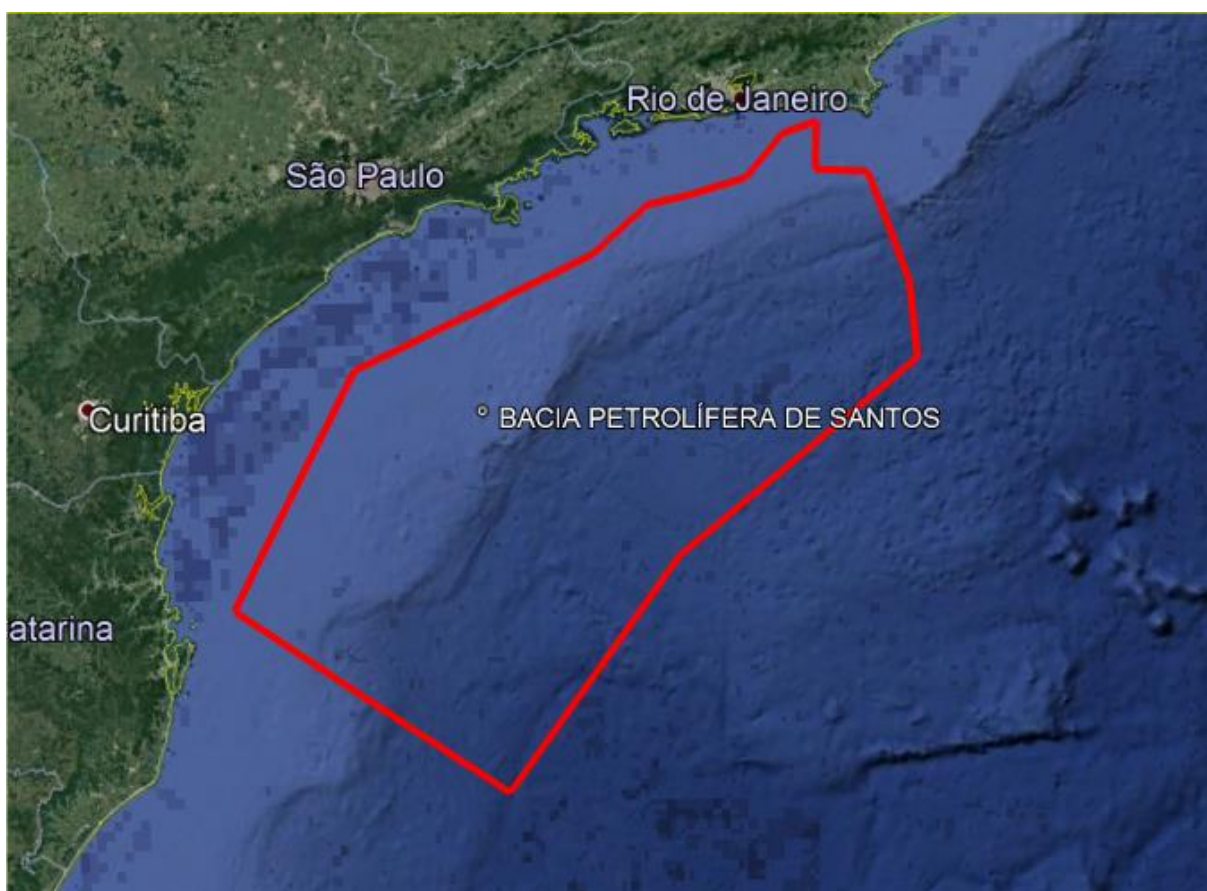 Rio de Janeiro
São Paulo
BACIA PETROLÍFERA DE SANTOS
Curitiba
atarina